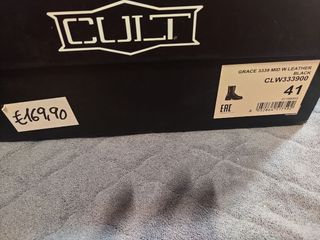 CULT
GRACE 3339 MID W LEATHER
BLACK
CLW333900
41
EAC
£169,90